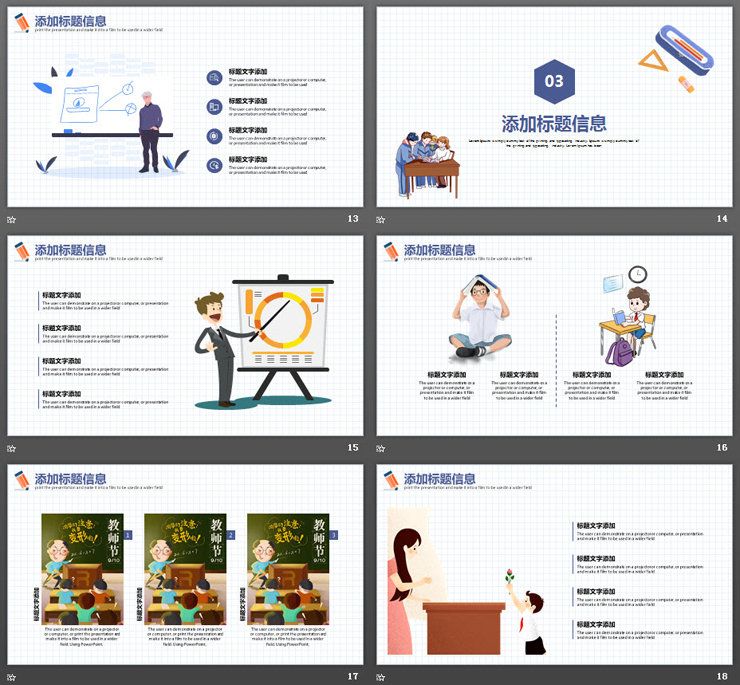 添加标题信息
print the presentation and make it into a film to be used in a wider field
标题文字添加
The user can demonstrate on a projector or computer,
or presentation and make it film to be used
标题文字添加
The user can demonstrate on a projector or computer,
or presentation and make it film to be used
标题文字添加
The user can demonstrate on a projector or computer,
or presentation and make it film to be used
标题文字添加
The user can demonstrate on a projector or computer,
or presentation and make it film to be used
13
03
添加标题信息
14
添加标题信息
print the presentation and make it into a film to be used in a wider field
标题文字添加
The user can demonstrate on a projector or computer, or presentation
and make it film to be used in a wider field
标题文字添加
The user can demonstrate on a projector or computer, or presentation
and make it film to be used in a wider field
标题文字添加
The user can demonstrate on a projector or computer, or presentation
and make it film to be used in a wider field
标题文字添加
The user can demonstrate on a projector or computer, or presentation
and make it film to be used in a wider field
15
添加标题信息
print the presentation and make it into a film to be used in a wider field
标题文字添加
The user can demonstrate on a
projector or computer, or
presentation and make it film
to be used in a wider field
标题文字添加
The user can demonstrate on a
projector or computer, or
presentation and make it film
to be used in a wider field
标题文字添加
The user can demonstrate on a
projector or computer, or
presentation and make it film
to be used in a wider field
标题文字添加
The user can demonstrate on a
projector or computer, or
presentation and make it film
to be used in a wider field
16
添加标题信息
print the presentation and make it into a film to be used in a wider field
标题文字添加
教师节
9/10
1
The user can demonstrate on a projector
or computer, or print the presentation and
make it into a film to be used in a wider
field. Using PowerPoint,
标题文字添加
教师节
9/10
2
The user can demonstrate on a projector
or computer, or print the presentation and
make it into a film to be used in a wider
field. Using PowerPoint,
标题文字添加
教师节
9/10
3
The user can demonstrate on a projector
or computer, or print the presentation and
make it into a film to be used in a wider
field. Using PowerPoint,
17
添加标题信息
print the presentation and make it into a film to be used in a wider field
标题文字添加
The user can demonstrate on a projector or computer, or presentation
and make it film to be used in a wider field
标题文字添加
The user can demonstrate on a projector or computer, or presentation
and make it film to be used in a wider field
标题文字添加
The user can demonstrate on a projector or computer, or presentation
and make it film to be used in a wider field
标题文字添加
The user can demonstrate on a projector or computer, or presentation
and make it film to be used in a wider field
18